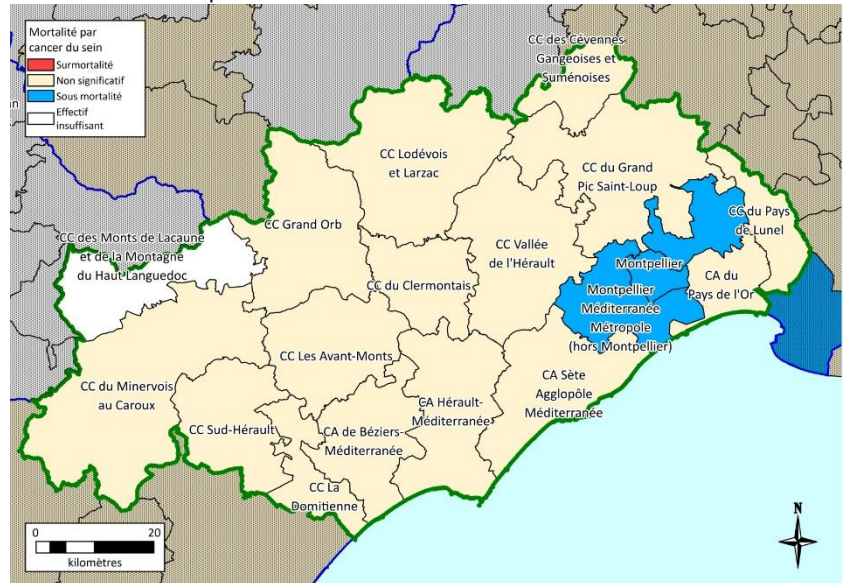 Mortalité par
cancer du sein
Surmortalité
Non significatif
Sous mortalité
Effectif
insuffisant
CC des Cévennes
Gangeoises et
Suménoises
CC Lodévois
et Larzac
CC du Grand
Pic Saint-Loup
CC Grand Orb
CC du Pays
de Lunel
CC des Monts de Lacaune
et de la Montagne
du Haut Languedoc
CC Vallée
de l'Hérault
Montpellier
CA du
Pays de l'Or
CC du Clermontais
Montpellier
Méditerranée
Métropole
(hors Montpellier)
CC Les Avant-Monts
CC du Minervois
au Caroux
CA Sète
Agglopôle
Méditerranée
CA Hérault-
Méditerranée
CC Sud-Hérault
CA de Béziers-
Méditerranée
CC La
Domitienne
0 20
kilomètres
N